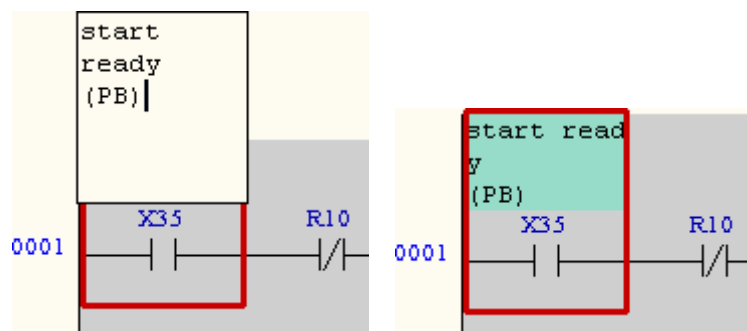 start
ready
(PB)
X35 R10
0001
start read
y
(PB)
X35 R10
0001